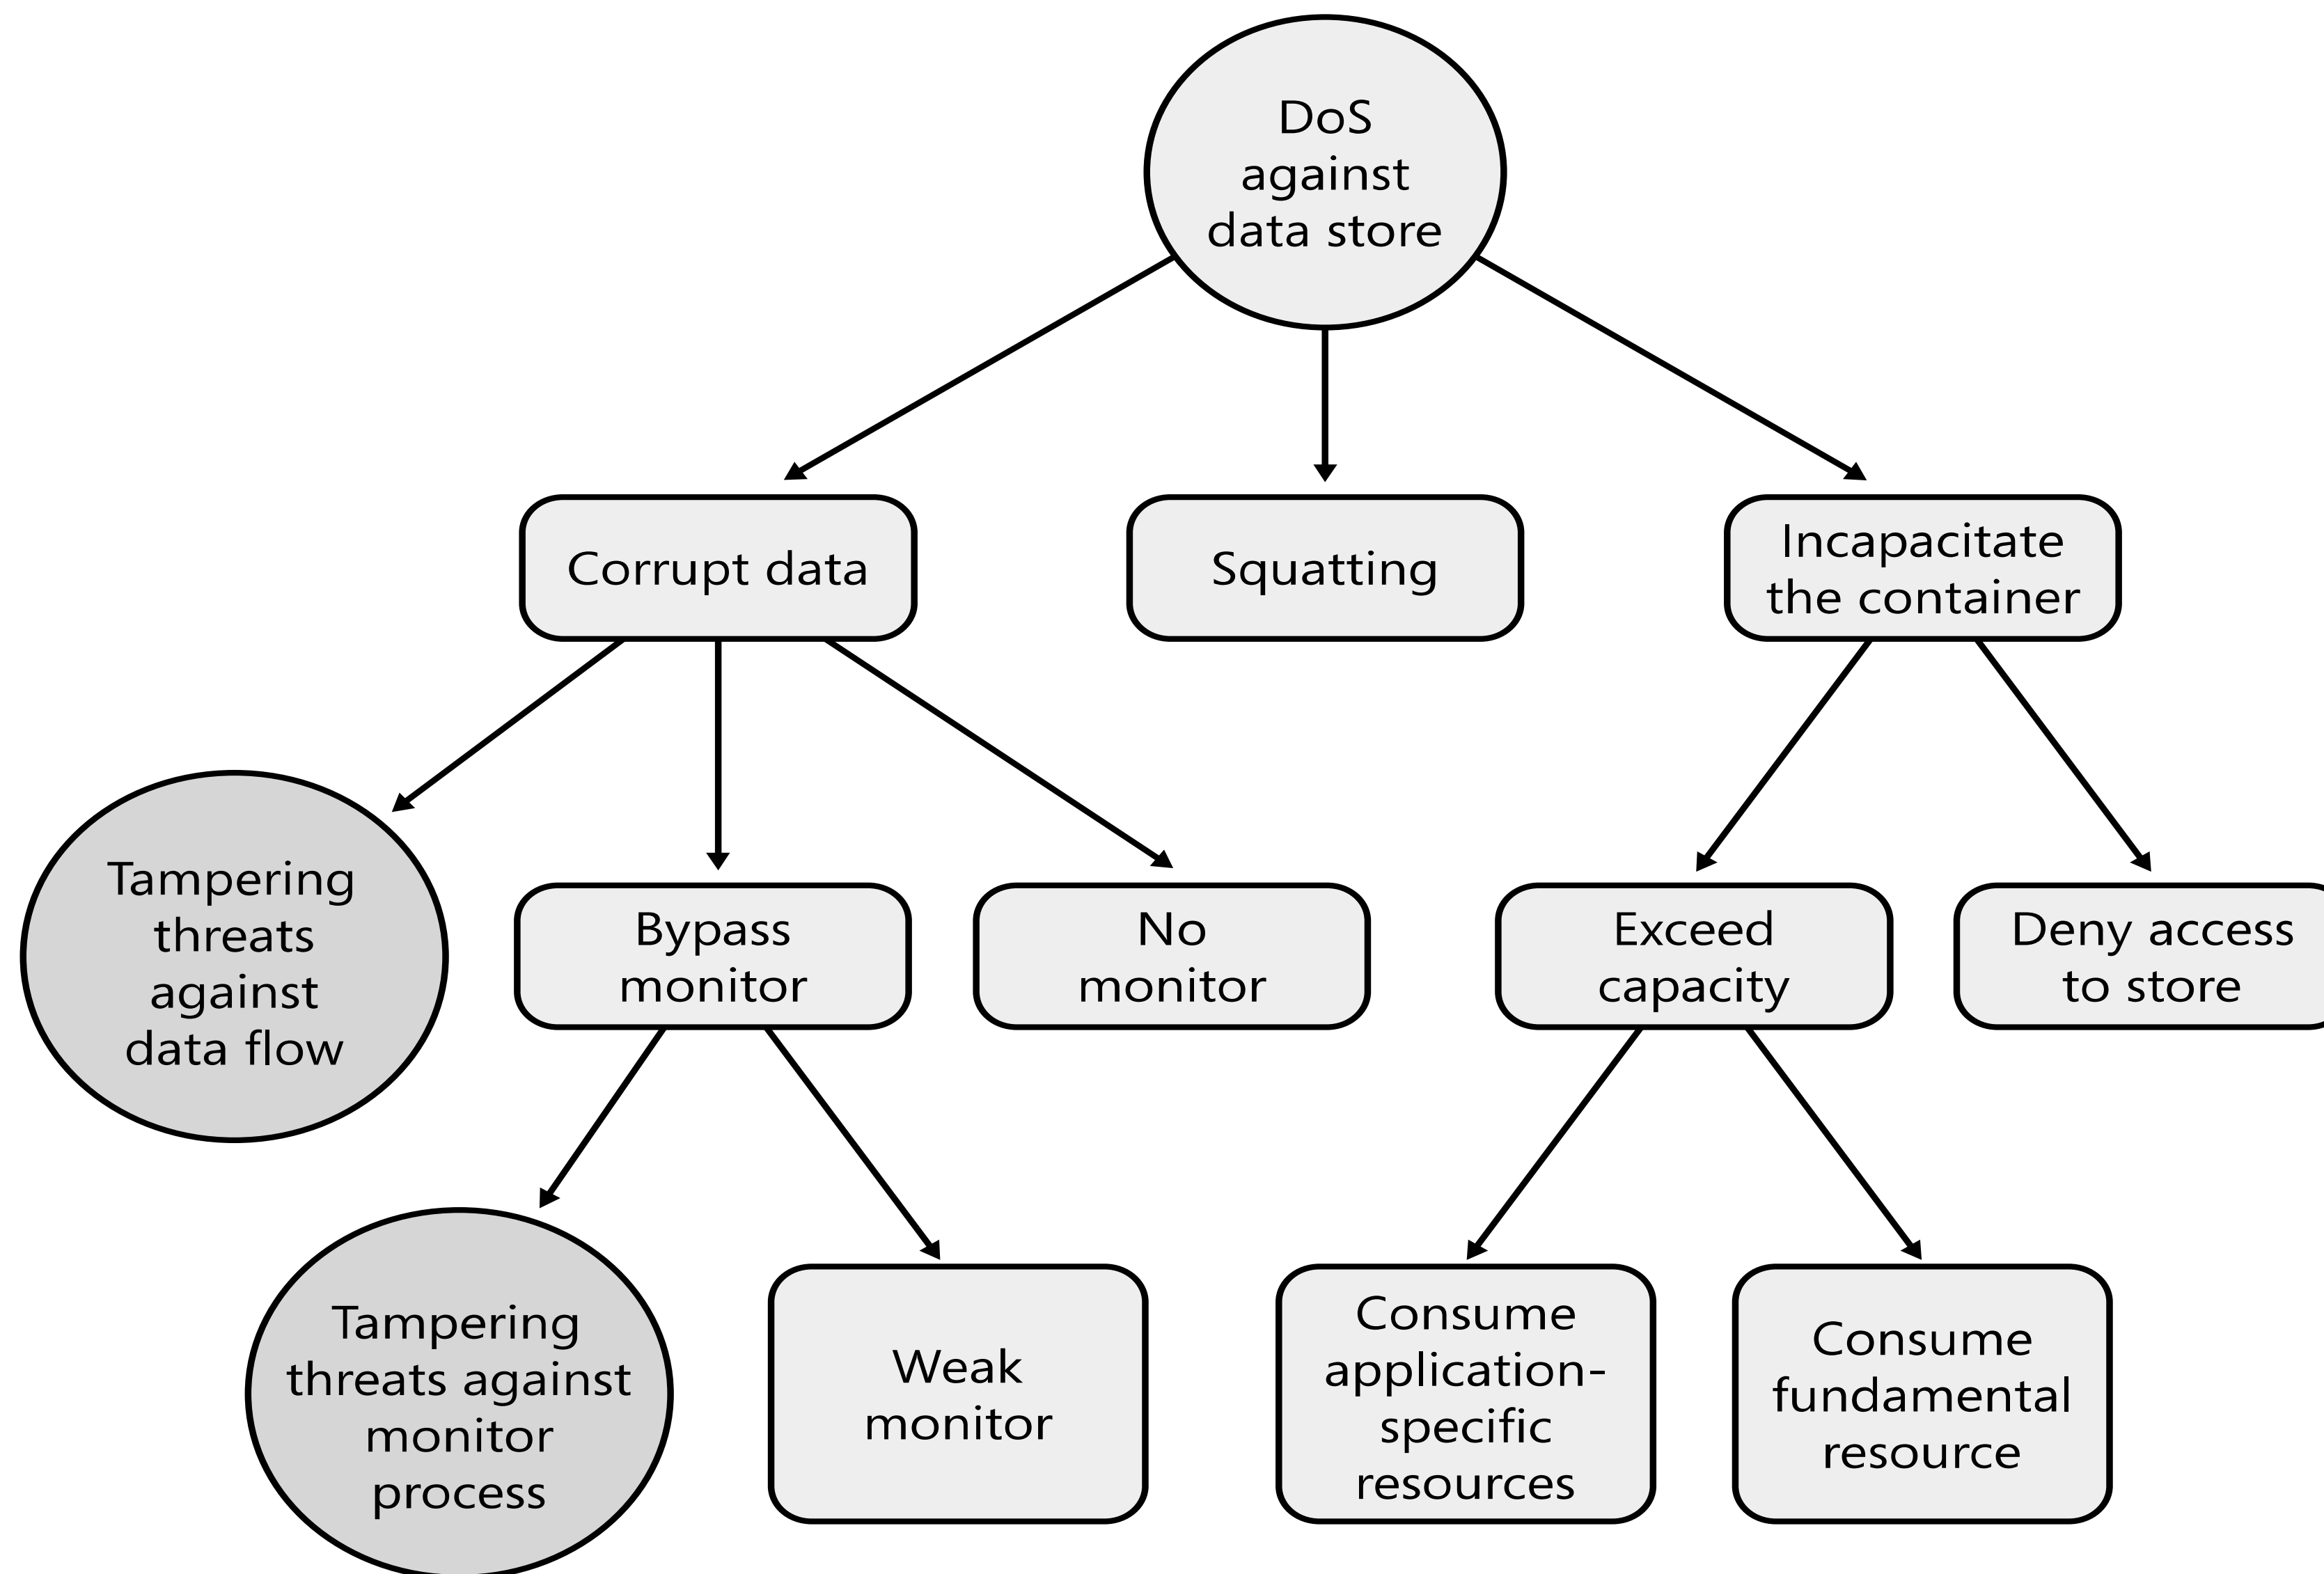 DoS
against
data store
Corrupt data
Squatting
Incapacitate
the container
Tampering
threats
against
data flow
Bypass
monitor
No
monitor
Exceed
capacity
Deny access
to store
Tampering
threats against
monitor
process
Weak
monitor
Consume
application-
specific
resources
Consume
fundamental
resource